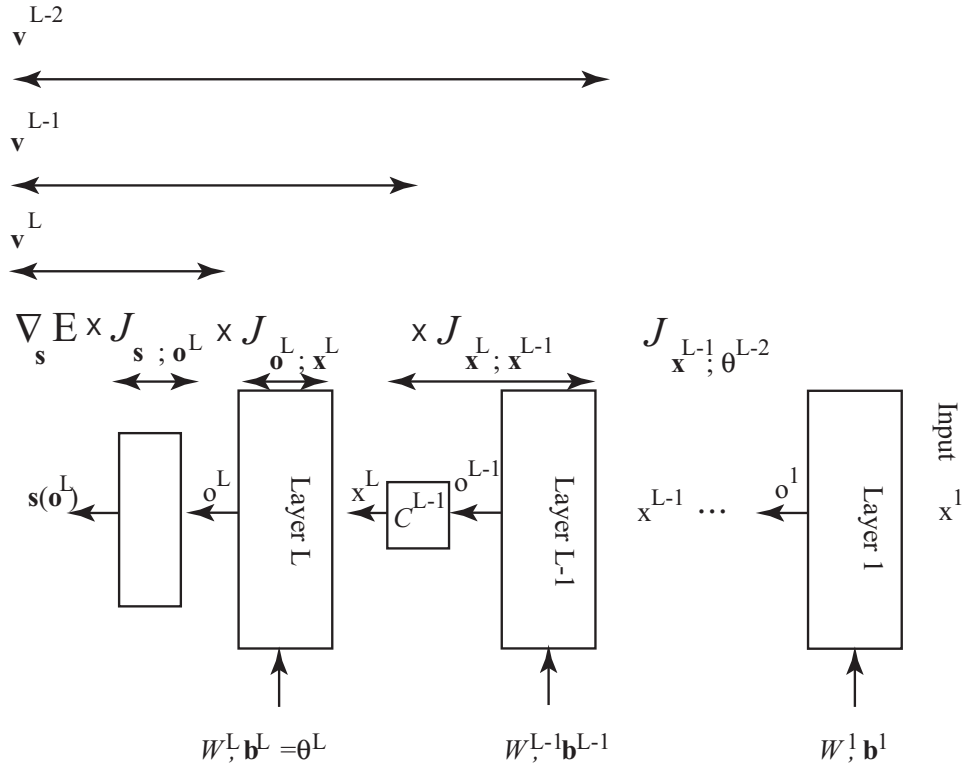 v^{L-2}
v^{L-1}
v^L
∇_s E × J_{s ; o^L} × J_{o^L ; x^L} × J_{x^L ; x^{L-1}} J_{x^{L-1} ; θ^{L-2}}
s(o^L)
o^L
Layer L
x^L
C^{L-1}
o^{L-1}
Layer L-1
x^{L-1} ...
o^1
Layer 1
Input
x^1
W^L, b^L = θ^L
W^{L-1}, b^{L-1}
W^1, b^1